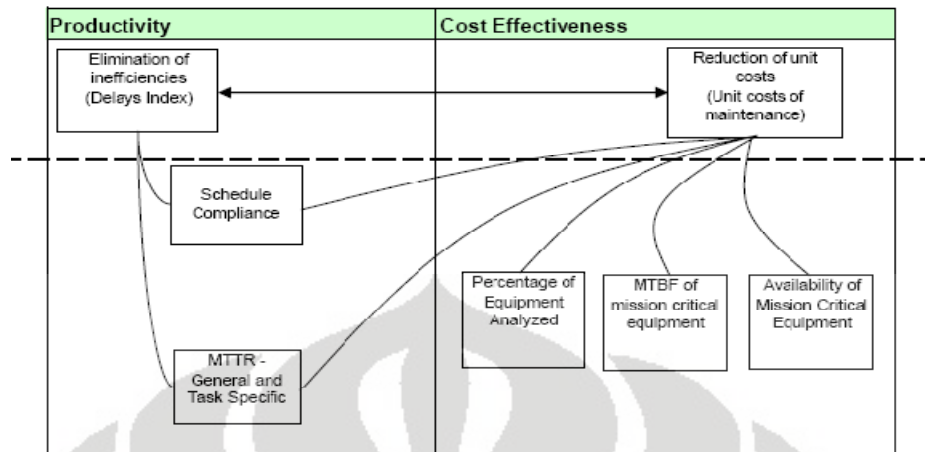 Productivity
Cost Effectiveness
Elimination of
inefficiencies
(Delays Index)
Reduction of unit
costs
(Unit costs of
maintenance)
Schedule
Compliance
Percentage of
Equipment
Analyzed
MTBF of
mission critical
equipment
Availability of
Mission Critical
Equipment
MTTR -
General and
Task Specific